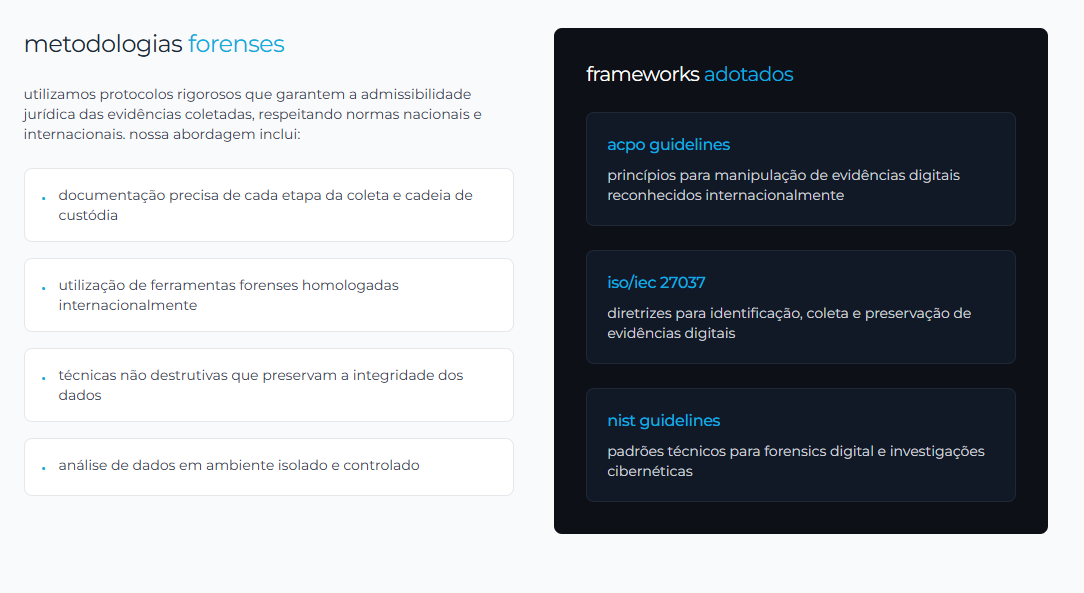 metodologias forenses
utilizamos protocolos rigorosos que garantem a admissibilidade
jurídica das evidências coletadas, respeitando normas nacionais e
internacionais. nossa abordagem inclui:
• documentação precisa de cada etapa da coleta e cadeia de
custódia
• utilização de ferramentas forenses homologadas
internacionalmente
• técnicas não destrutivas que preservam a integridade dos
dados
• análise de dados em ambiente isolado e controlado
frameworks adotados
acpo guidelines
princípios para manipulação de evidências digitais
reconhecidos internacionalmente
iso/iec 27037
diretrizes para identificação, coleta e preservação de
evidências digitais
nist guidelines
padrões técnicos para forensics digital e investigações
cibernéticas